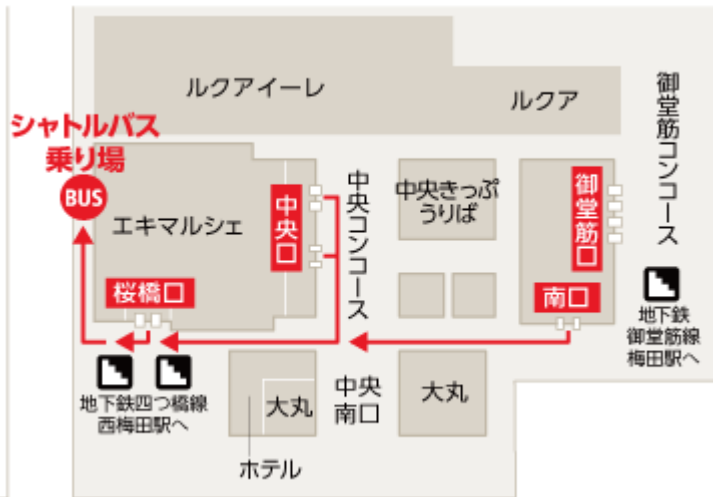 ルクアイーレ
ルクア
御堂筋コンコース
シャトルバス
乗り場
BUS
エキマルシェ
中央口
中央コンコース
中央きっぷ
うりば
御堂筋口
桜橋口
南口
地下鉄
御堂筋線
梅田駅へ
地下鉄四つ橋線
西梅田駅へ
大丸
中央
南口
大丸
ホテル